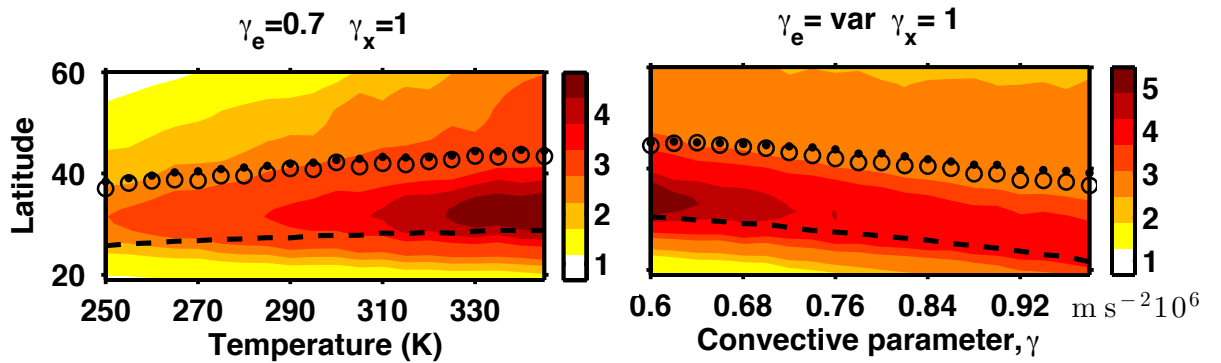 γe=0.7 γx=1
Latitude
60
40
20
250 270 290 310 330
Temperature (K)
4
3
2
1
γe= var γx= 1
0.6 0.68 0.76 0.84 0.92
Convective parameter, γ
5
4
3
2
1
m s−2106